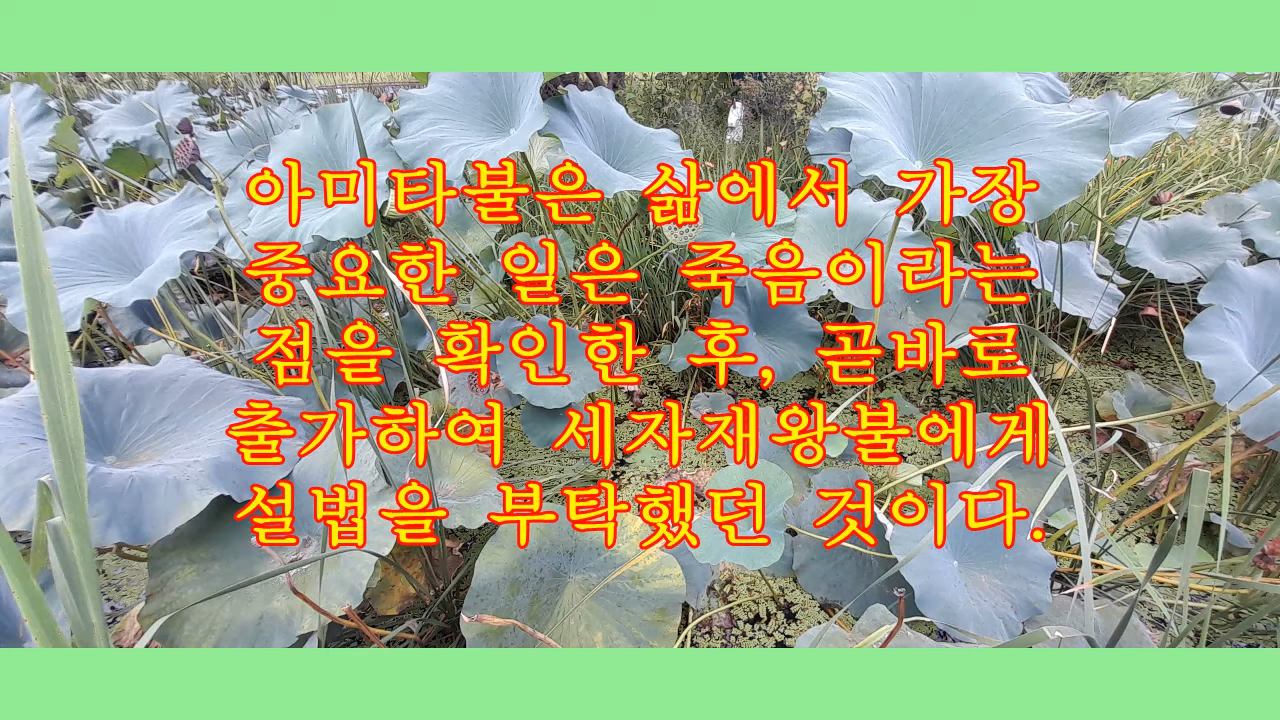 아미타불은 삶에서 가장
중요한 일은 죽음이라는
점을 확인한 후, 곧바로
출가하여 세자재왕불에게
설법을 부탁했던 것이다.